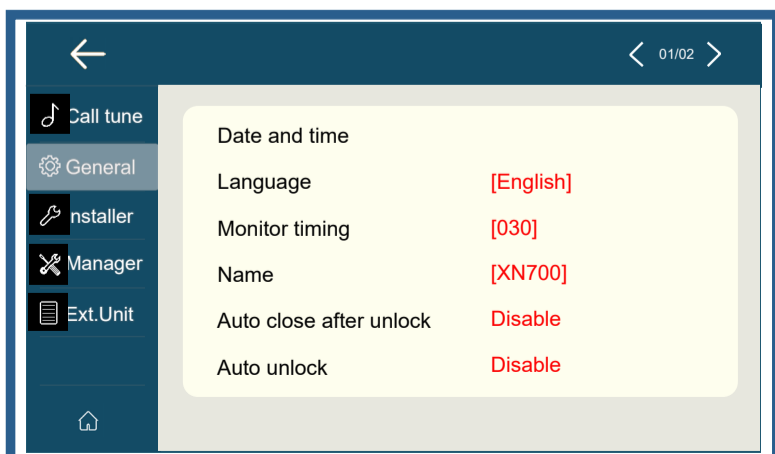 01/02
Call tune
General
nstaller
Manager
Ext.Unit
Date and time
Language [English]
Monitor timing [030]
Name [XN700]
Auto close after unlock Disable
Auto unlock Disable